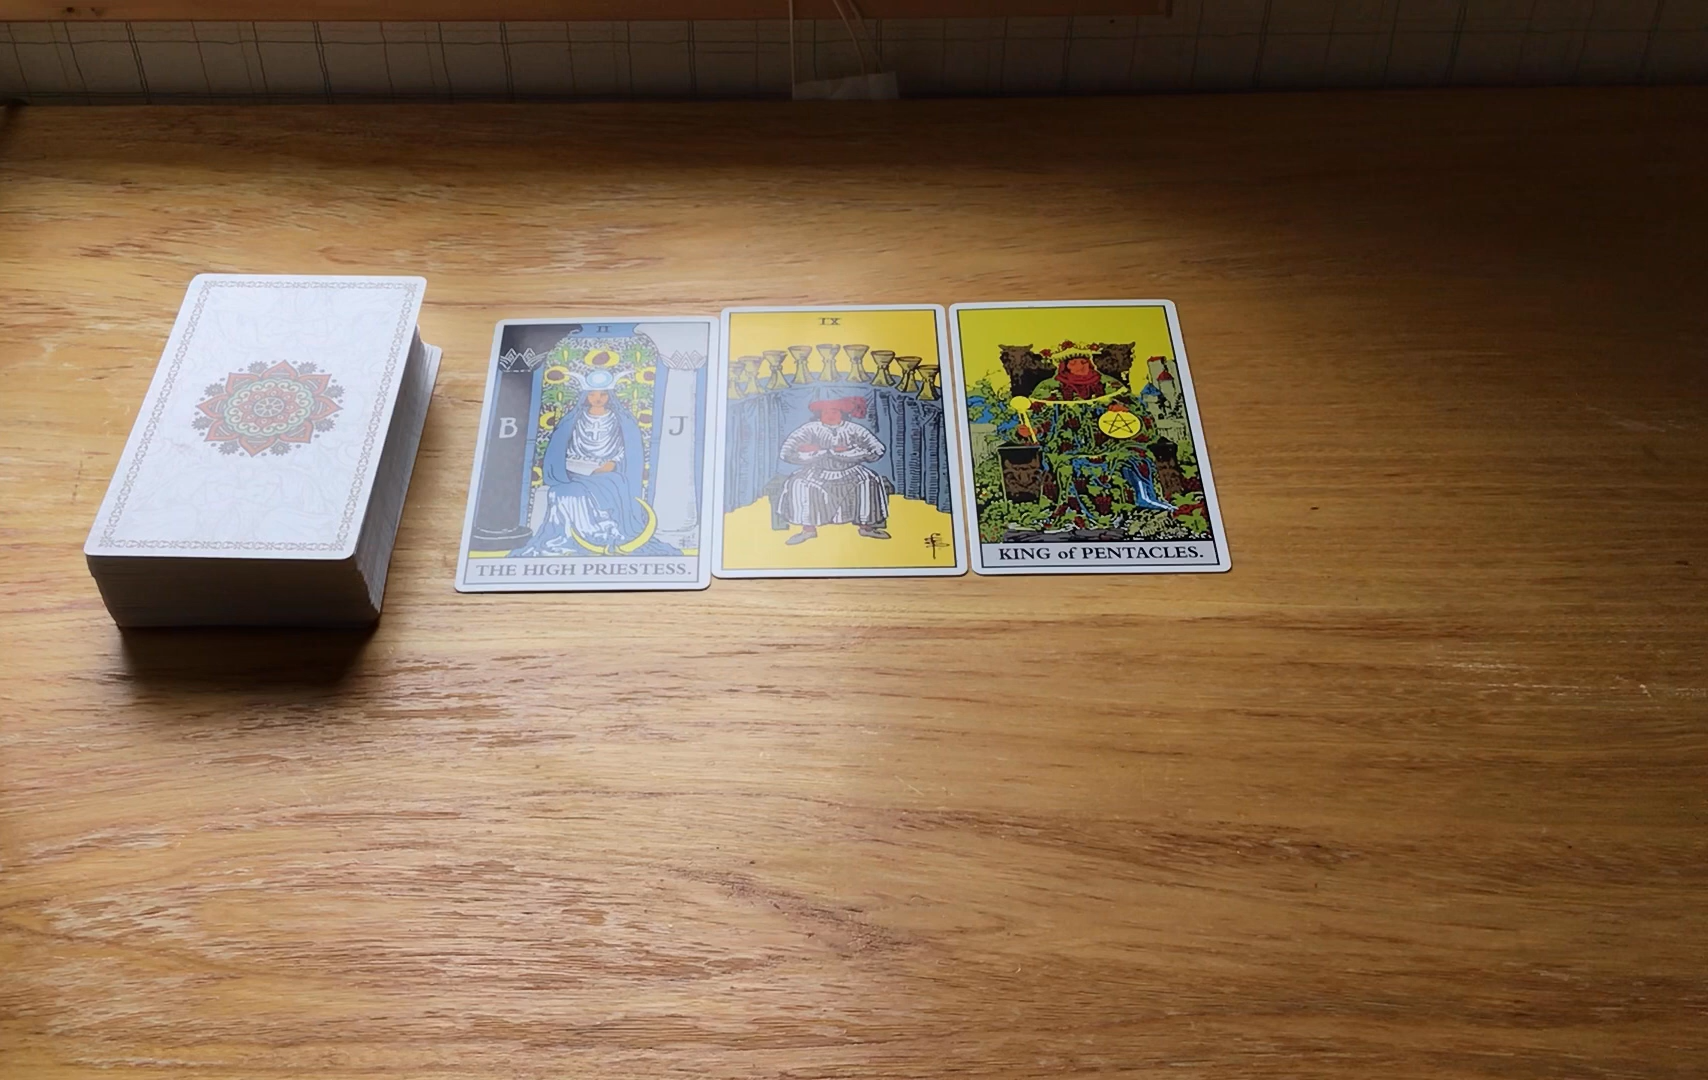 II
B
J
THE HIGH PRIESTESS.
IX
KING of PENTACLES.